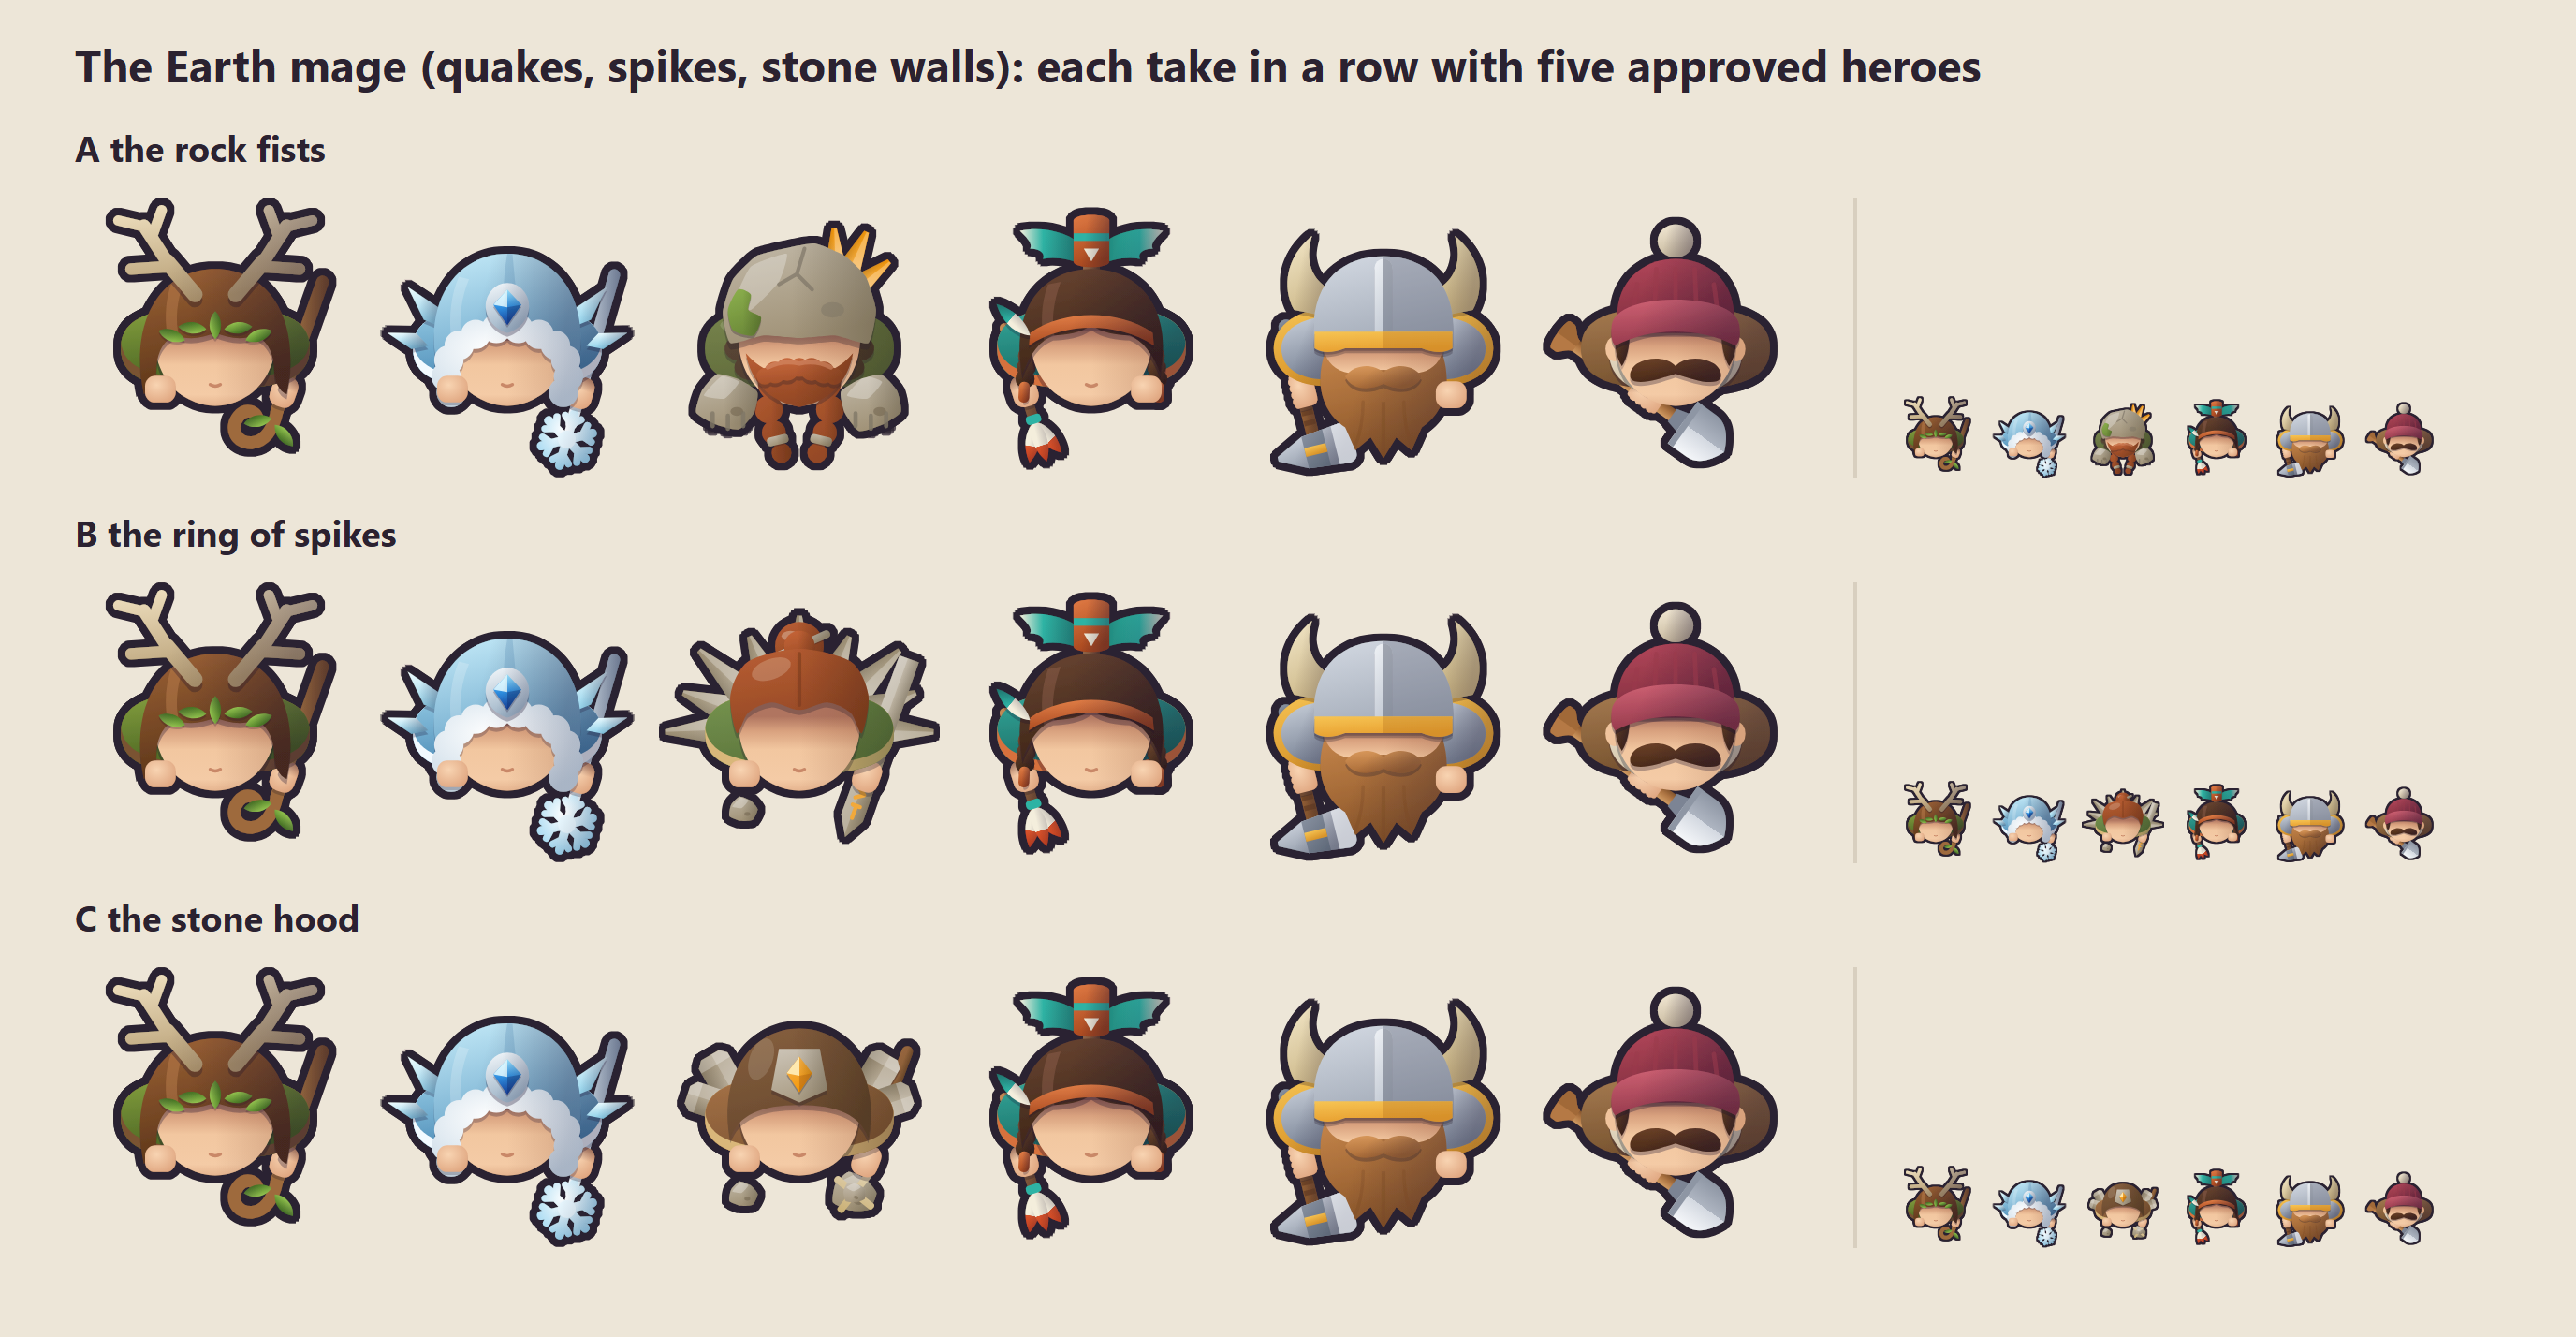 The Earth mage (quakes, spikes, stone walls): each take in a row with five approved heroes
A the rock fists
B the ring of spikes
C the stone hood